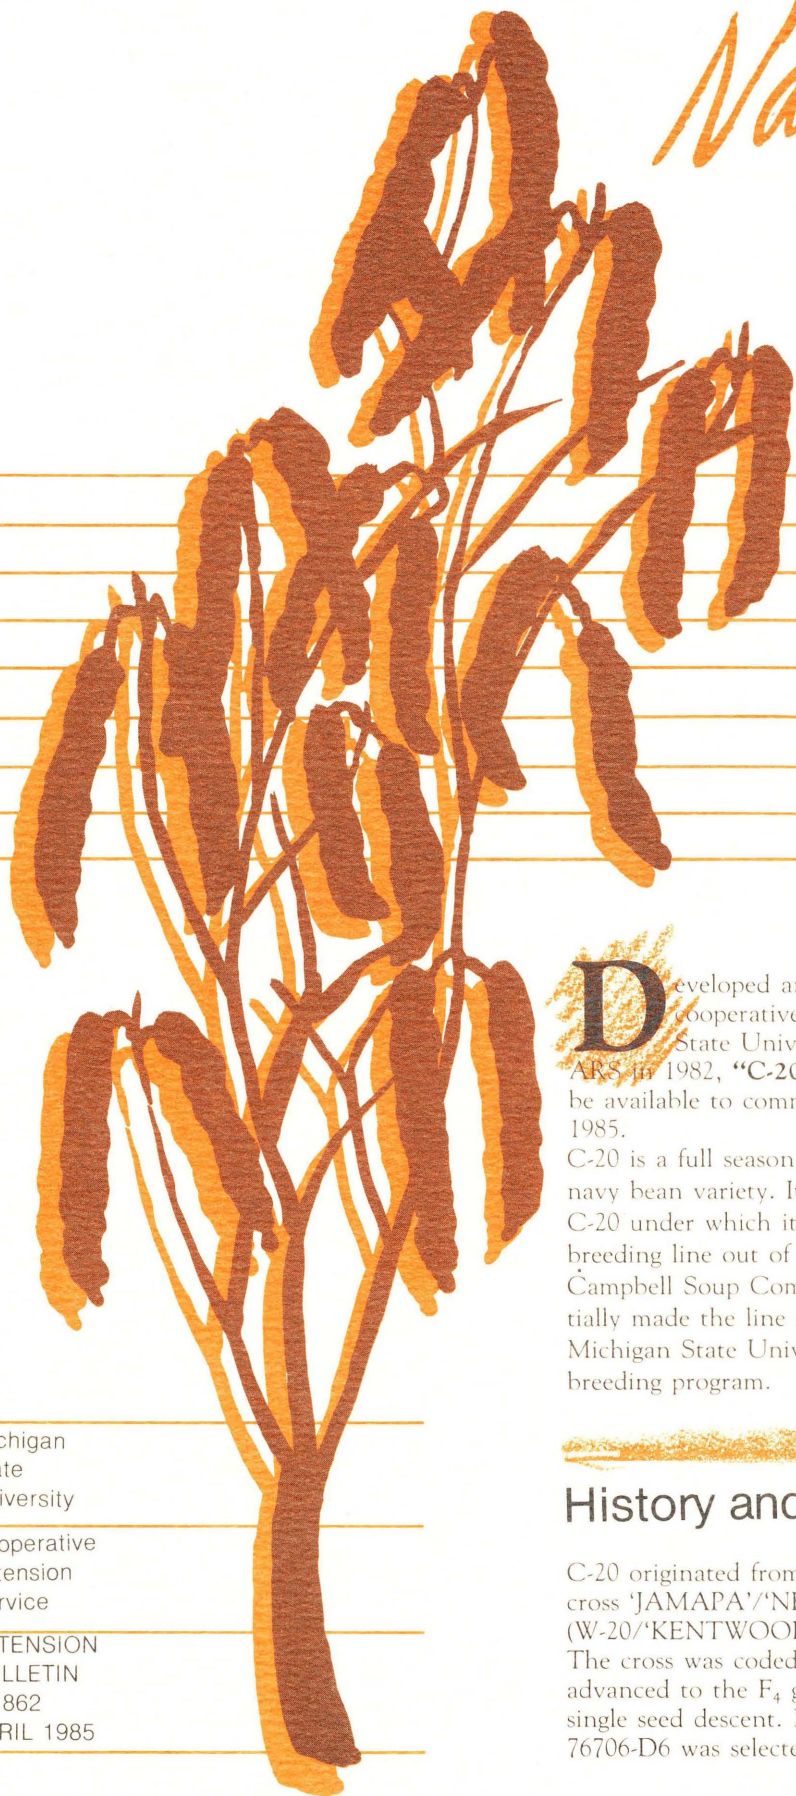 Na
Developed a
cooperative
State Univ
ARS in 1982, “C-20
be available to comm
1985.
C-20 is a full season
navy bean variety. I
C-20 under which it
breeding line out of
Campbell Soup Com
tially made the line
Michigan State Univ
breeding program.
History and
C-20 originated from
cross ‘JAMAPA’/‘NE
(W-20/‘KENTWOOD
The cross was coded
advanced to the F₄ g
single seed descent.
76706-D6 was selecte
chigan
ate
iversity
operative
tension
rvice
TENSION
LLETIN
862
RIL 1985